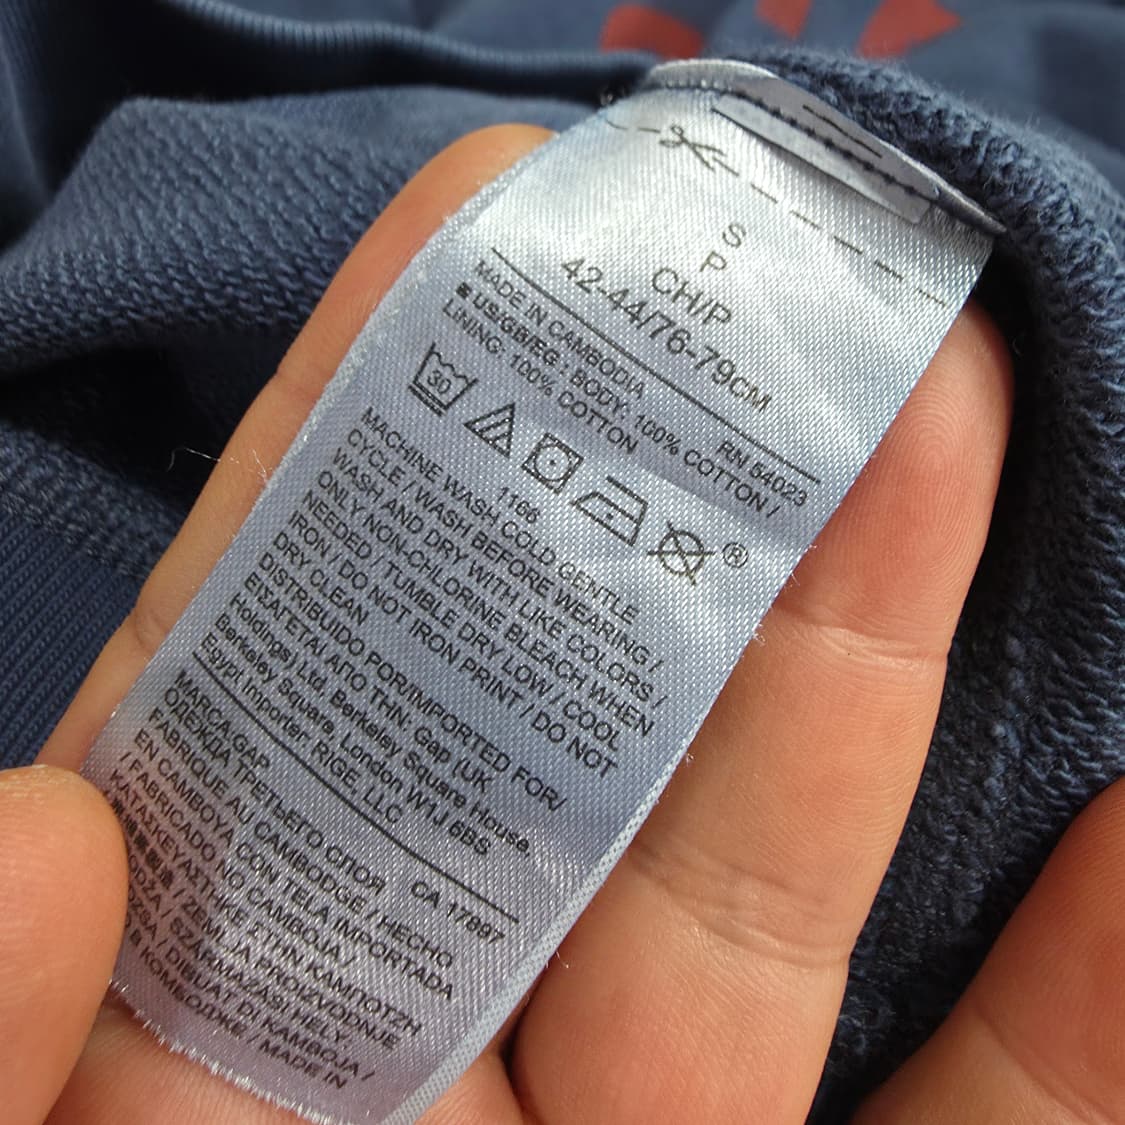 S
P
CH/P
42-44/76-79CM
MADE IN CAMBODIA RN 54023
US/GB/EG : BODY: 100% COTTON /
LINING: 100% COTTON
30
1166
®
MACHINE WASH COLD, GENTLE
CYCLE / WASH BEFORE WEARING /
WASH AND DRY WITH LIKE COLORS /
ONLY NON-CHLORINE BLEACH WHEN
NEEDED / TUMBLE DRY LOW / COOL
IRON / DO NOT IRON PRINT / DO NOT
DRY CLEAN
DISTRIBUIDO POR/IMPORTED FOR/
ΕΙΣΑΓΕΤΑΙ ΑΠΟ ΤΗΝ: Gap (UK
Holdings) Ltd. Berkeley Square House,
Berkeley Square, London W1J 6BS
Egypt Importer: RIGE, LLC
MARCA:GAP CA 17897
ОДЕЖДА ТРЕТЬЕГО СЛОЯ
FABRIQUE AU CAMBODGE / HECHO
EN CAMBOYA / CON TELA IMPORTADA
/ FABRICADO NO CAMBOJA /
ΚΑΤΑΣΚΕΥΑΣΤΗΚΕ ΣΤΗΝ ΚΑΜΠΟΤΖΗ
/ ZEMLJA PROIZVODNJE
/ SZÁRMAZÁSI HELY:
/ DIBUAT DI KAMBOJA /
КОМБОДЖЕ / MADE IN